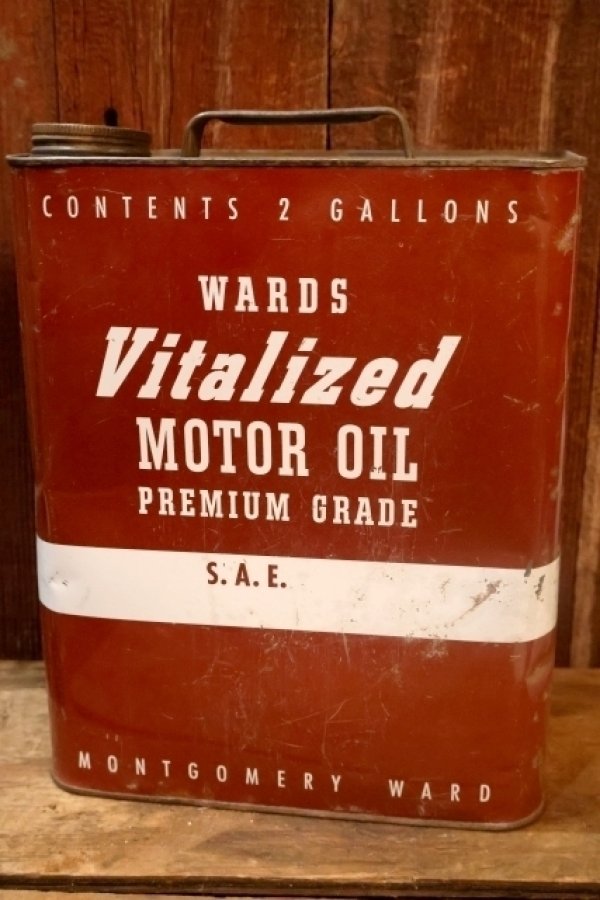 CONTENTS 2 GALLONS
WARDS
Vitalized
MOTOR OIL
PREMIUM GRADE
S.A.E.
MONTGOMERY WARD